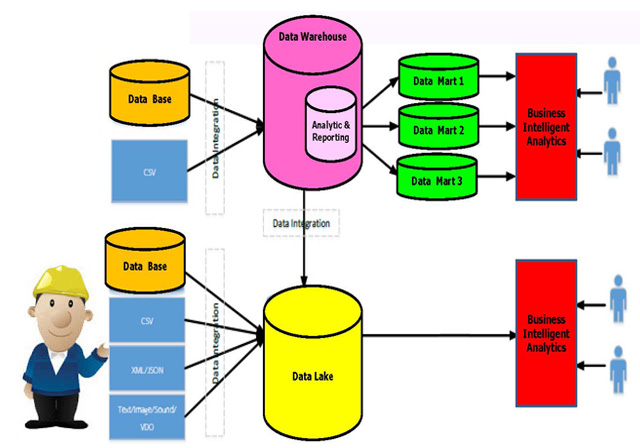 Data Warehouse
Data Base
CSV
Data Integration
Analytic &
Reporting
Data Mart 1
Data Mart 2
Data Mart 3
Business
Intelligent
Analytics
Data Integration
Data Base
CSV
XML/JSON
Text/Image/Sound/
VDO
Data Integration
Data Lake
Business
Intelligent
Analytics